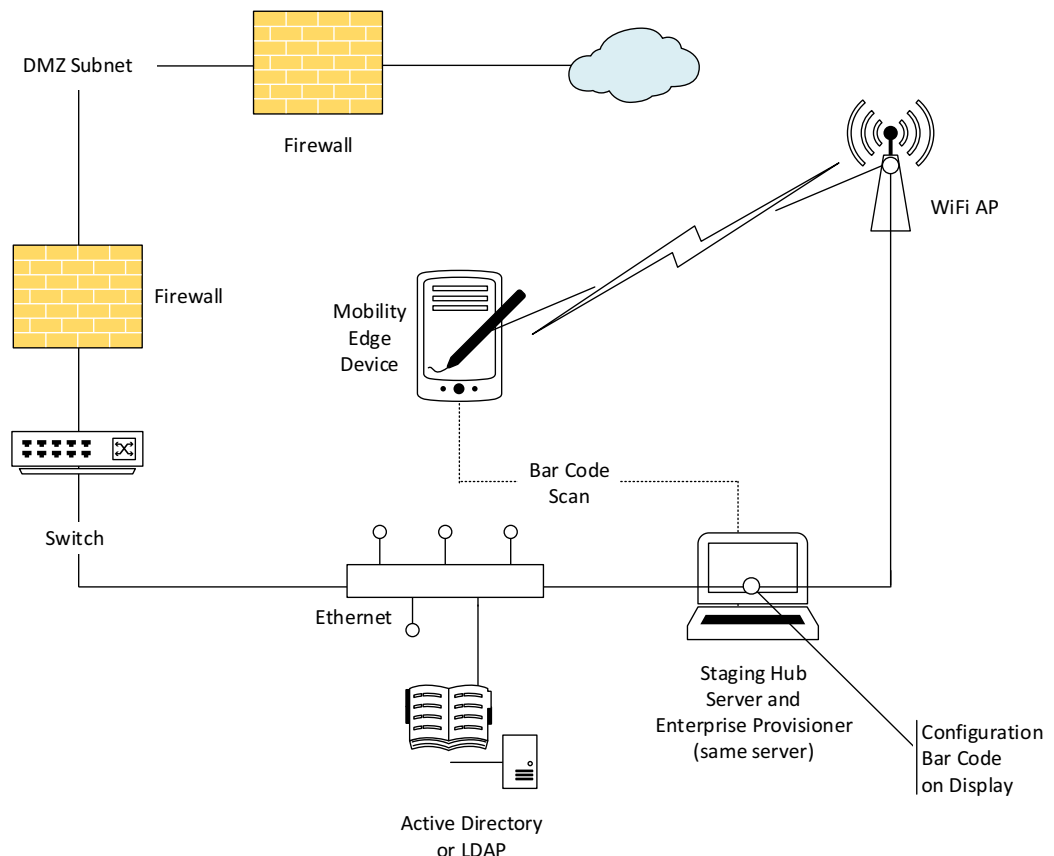 DMZ Subnet
Firewall
WiFi AP
Firewall
Mobility
Edge
Device
Bar Code
Scan
Switch
Ethernet
Staging Hub
Server and
Enterprise Provisioner
(same server)
Configuration
Bar Code
on Display
Active Directory
or LDAP